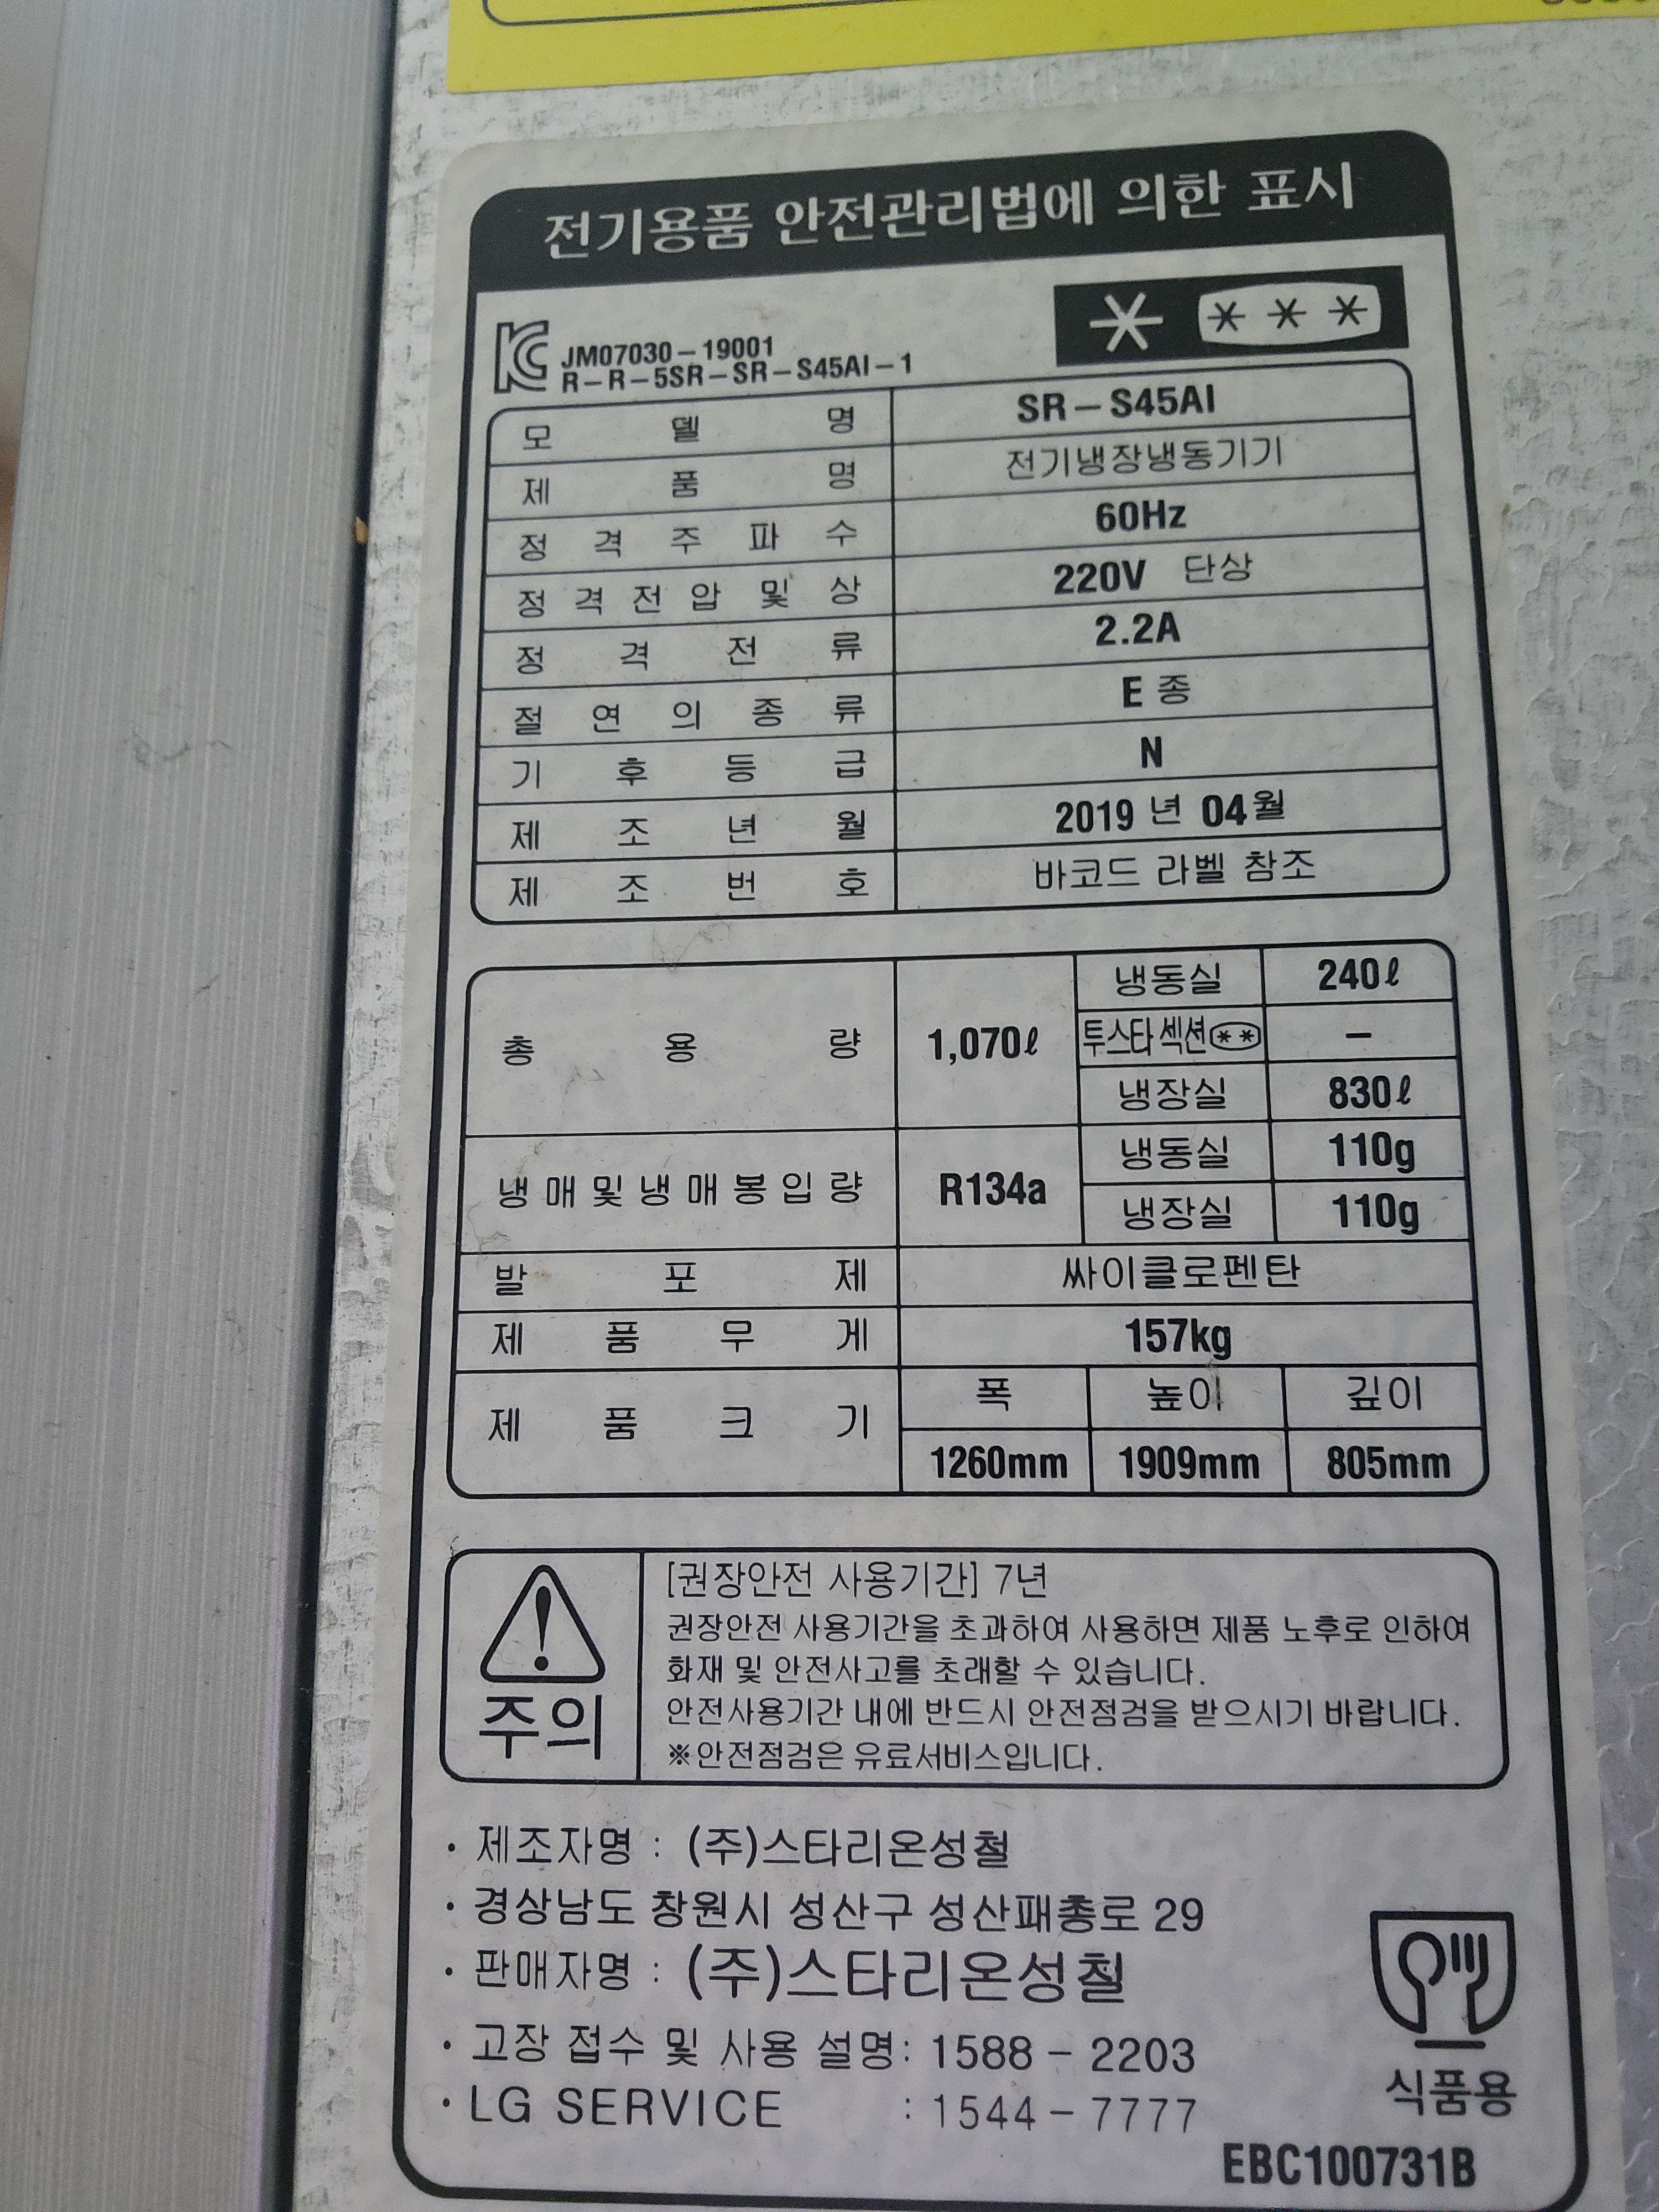 전기용품 안전관리법에 의한 표시
JM07030-19001
R-R-5SR-SR-S45AI-1
모델명 SR-S45AI
제품명 전기냉장냉동기기
정격주파수 60Hz
정격전압 및 상 220V 단상
정격전류 2.2A
절연의종류 E 종
기후등급 N
제조년월 2019 년 04월
제조번호 바코드 라벨 참조
총용량 1,070ℓ 냉동실 240ℓ
투스타섹션(**) -
냉장실 830ℓ
냉매및냉매봉입량 R134a 냉동실 110g
냉장실 110g
발포제 싸이클로펜탄
제품무게 157kg
제품크기 폭 높이 깊이
1260mm 1909mm 805mm
주의
[권장안전 사용기간] 7년
권장안전 사용기간을 초과하여 사용하면 제품 노후로 인하여
화재 및 안전사고를 초래할 수 있습니다.
안전사용기간 내에 반드시 안전점검을 받으시기 바랍니다.
※안전점검은 유료서비스입니다.
· 제조자명 : (주)스타리온성철
· 경상남도 창원시 성산구 성산패총로 29
· 판매자명 : (주)스타리온성철
· 고장 접수 및 사용 설명: 1588 - 2203
· LG SERVICE : 1544 - 7777
식품용
EBC100731B